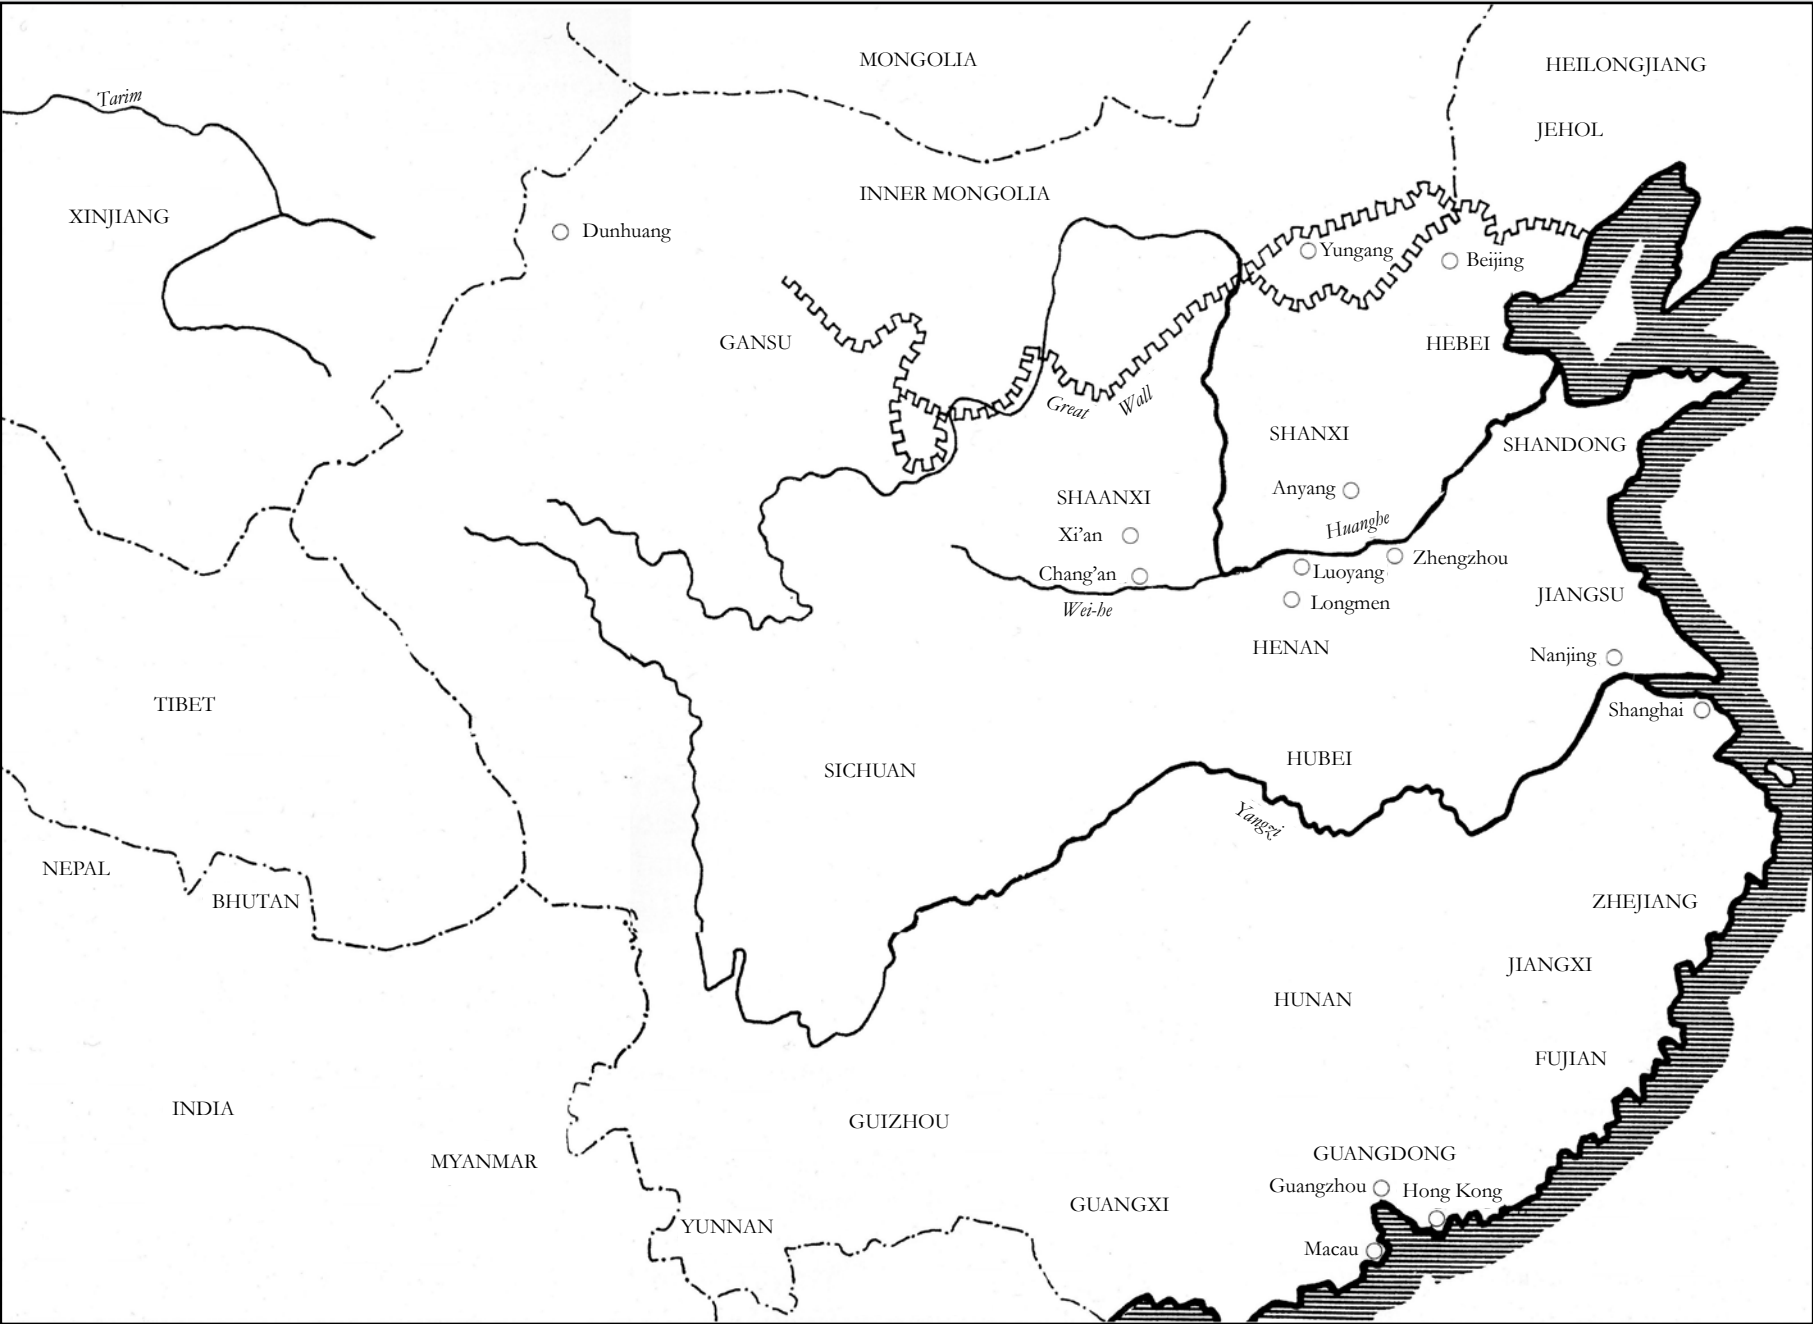 MONGOLIA
HEILONGJIANG
Tarim
JEHOL
INNER MONGOLIA
XINJIANG
Dunhuang
Yungang
Beijing
GANSU
HEBEI
Great Wall
SHANXI
SHANDONG
Anyang
SHAANXI
Huanghe
Xi’an
Zhengzhou
Chang’an
Luoyang
Wei-he
Longmen
JIANGSU
HENAN
Nanjing
TIBET
Shanghai
HUBEI
SICHUAN
Yangzi
NEPAL
BHUTAN
ZHEJIANG
JIANGXI
HUNAN
FUJIAN
INDIA
GUIZHOU
GUANGDONG
MYANMAR
Guangzhou
Hong Kong
GUANGXI
YUNNAN
Macau